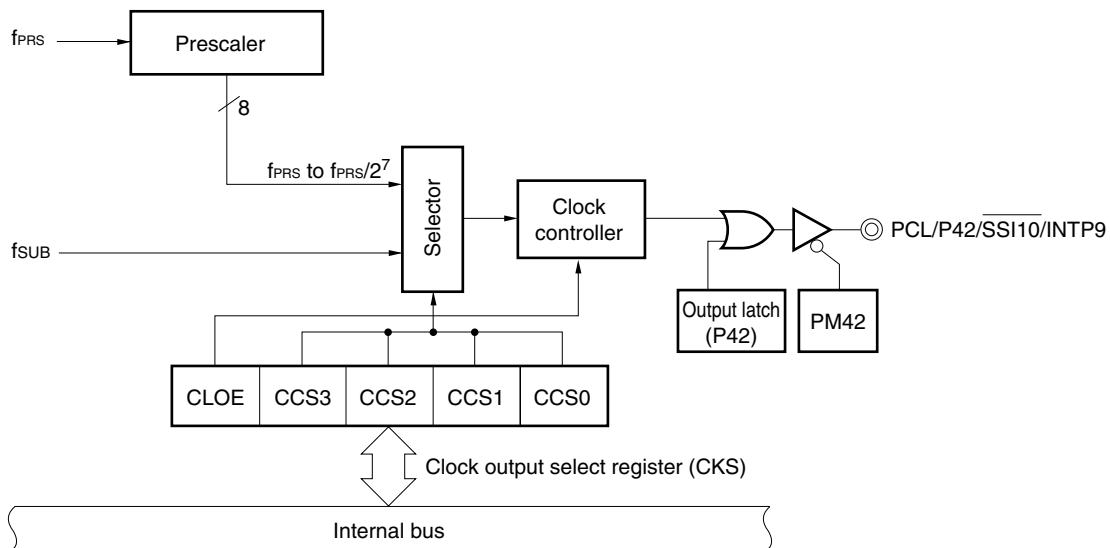 fPRS
Prescaler
8
fPRS to fPRS/2⁷
Selector
Clock
controller
PCL/P42/SSI10/INTP9
fSUB
Output latch
(P42)
PM42
CLOE CCS3 CCS2 CCS1 CCS0
Clock output select register (CKS)
Internal bus